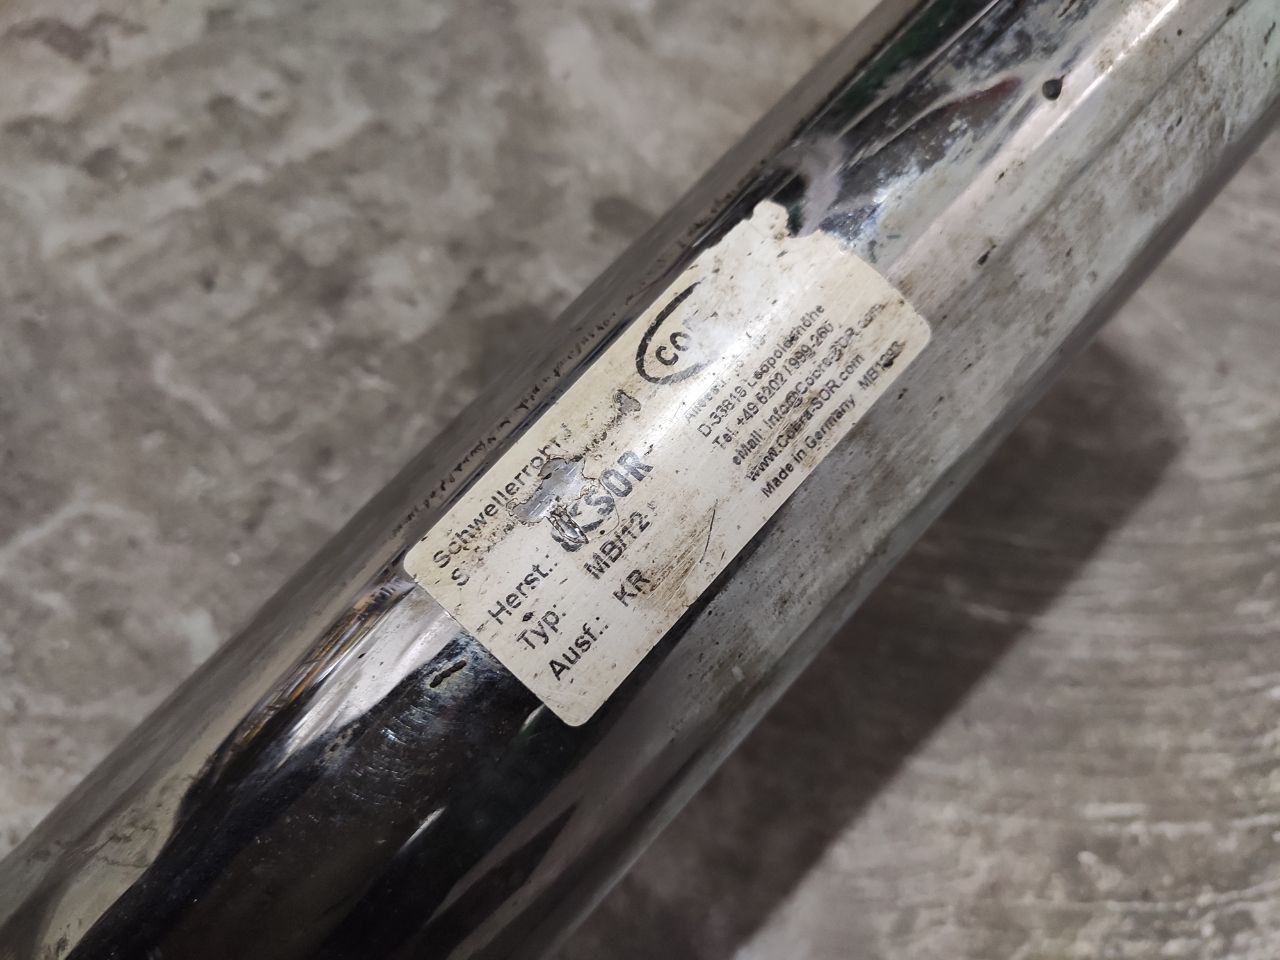 CO
Schwellerrohr /
S
Herst.: SOR
Typ: MB/12
Ausf.: KR
D-33818 Leopoldshöhe
Tel. +49 5202 / 999 260
eMail: Info@Cobra-SOR.com
www.Cobra-SOR.com
Made in Germany